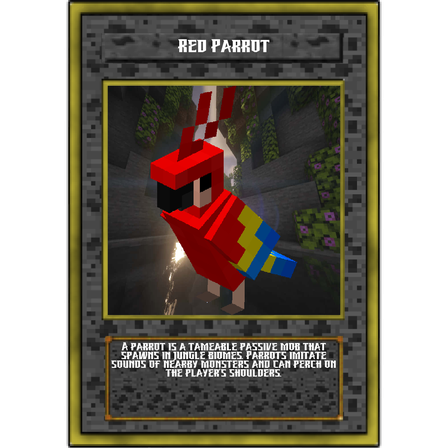 RED PARROT
A PARROT IS A TAMEABLE PASSIVE MOB THAT
SPAWNS IN JUNGLE BIOMES. PARROTS IMITATE
SOUNDS OF NEARBY MONSTERS AND CAN PERCH ON
THE PLAYER'S SHOULDERS.